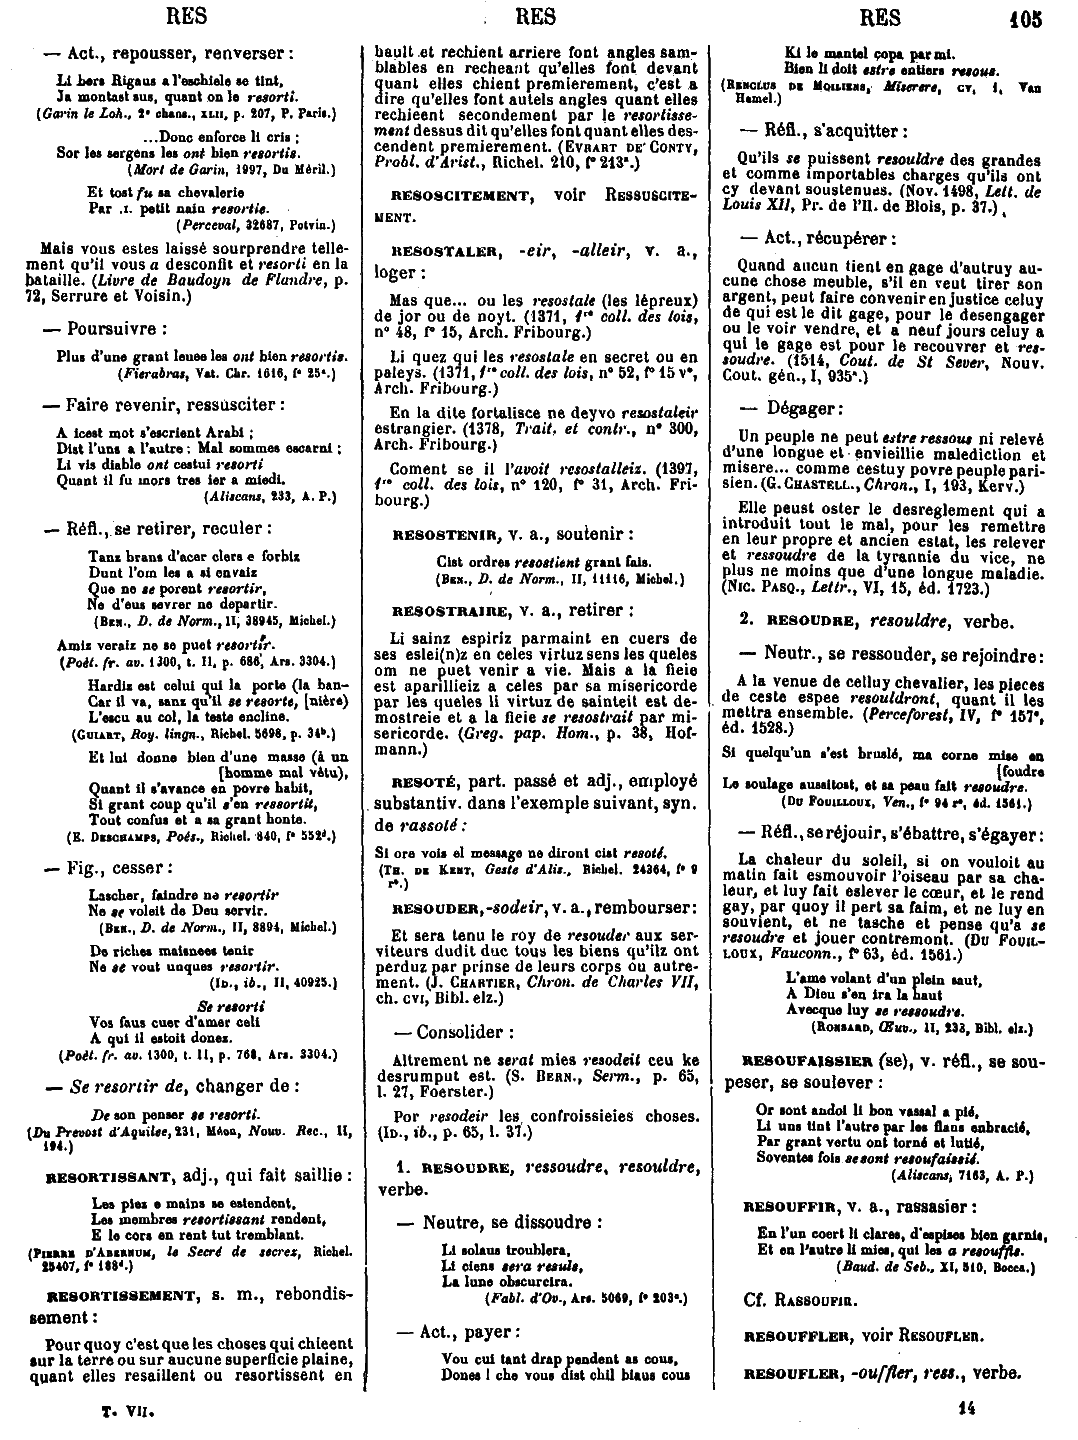 RES
RES
RES
105
— Act., repousser, renverser :
Li bers Rigaus a l'eschiele se tint,
Ja montast sus, quant on le resorti.
(Garin le Loh., 2e chans., XLII, p. 207, P. Paris.)
...Donc enforce li cris ;
Sor les sergens les ont bien resortis.
(Mort de Garin, 1997, Du Méril.)
Et tost fu sa chevalerie
Par .I. petit nain resortie.
(Perceval, 32687, Potvin.)
Mais vous estes laissé sourprendre telle-
ment qu'il vous a desconfit et resorti en la
bataille. (Livre de Baudoyn de Flandre, p.
72, Serrure et Voisin.)
— Poursuivre :
Plus d'une grant leuee les ont bien resortis.
(Fierabras, Vat. Chr. 1616, f° 25a.)
— Faire revenir, ressusciter :
A icest mot s'escrient Arabi ;
Dist l'uns a l'autre : Mal sommes escarni ;
Li vis diable ont cestui resorti
Quant il fu mors tres ier a miedi.
(Aliscans, 233, A. P.)
— Réfl., se retirer, reculer :
Tanz brans d'acer clers e forbiz
Dunt l'om les a si envaiz
Que ne se porent resortir,
Ne d'eus sevrer ne departir.
(BEN., D. de Norm., II, 38945, Michel.)
Amis veraiz ne se puet resortir.
(Poët. fr. av. 1300, t. II, p. 686, Ars. 3304.)
Hardiz est celui qui la porte (la ban-
Car il va, sanz qu'il se resorte, [nière)
L'escu au col, la teste encline.
(GUIART, Roy. lingn., Richel. 5698, p. 34b.)
Et lui donne bien d'une masse (à un
[homme mal vêtu),
Quant il s'avance en povre habit,
Si grant coup qu'il s'en ressortit,
Tout confus et a sa grant honte.
(E. DESCHAMPS, Poés., Richel. 840, f° 552d.)
— Fig., cesser :
Lascher, faindre ne resortir
Ne se voleit de Deu servir.
(BEN., D. de Norm., II, 8894, Michel.)
De riches maisnees tenir
Ne se vout unques resortir.
(ID., ib., II, 40925.)
Se resorti
Vos faus cuer d'amer celi
A qui il estoit donez.
(Poët. fr. av. 1300, t. II, p. 768, Ars. 3304.)
— Se resortir de, changer de :
De son penser se resorti.
(Du Prevost d'Aquilee, 231, Méon, Nouv. Rec., II,
194.)
RESORTISSANT, adj., qui fait saillie :
Les piez e mains se estendent,
Les membres resortissant rendent,
E le cors en rent tut tremblant.
(PIERRE D'ABERNUM, le Secré de secres, Richel.
25407, f° 188d.)
RESORTISSEMENT, s. m., rebondis-
sement :
Pour quoy c'est que les choses qui chieent
sur la terre ou sur aucune superficie plaine,
quant elles resaillent ou resortissent en
T. VII.
hault et rechient arriere font angles sam-
blables en recheant qu'elles font devant
quant elles chient premierement, c'est a
dire qu'elles font autels angles quant elles
rechieent secondement par le resortisse-
ment dessus dit qu'elles font quant elles des-
cendent premierement. (EVRART DE CONTY,
Probl. d'Arist., Richel. 210, f° 213a.)
RESOSCITEMENT, voir RESSUSCITE-
MENT.
RESOSTALER, -eir, -alleir, v. a.,
loger :
Mas que... ou les resostale (les lépreux)
de jor ou de noyt. (1371, 1re coll. des lois,
n° 48, f° 15, Arch. Fribourg.)
Li quez qui les resostale en secret ou en
paleys. (1371, 1re coll. des lois, n° 52, f° 15 v°,
Arch. Fribourg.)
En la dite fortalisce ne deyvo resostaleir
estrangier. (1378, Trait. et contr., n° 300,
Arch. Fribourg.)
Coment se il l'avoit resostalleiz. (1397,
1re coll. des lois, n° 120, f° 31, Arch. Fri-
bourg.)
RESOSTENIR, v. a., soutenir :
Cist ordres resostient grant fais.
(BEN., D. de Norm., II, 11116, Michel.)
RESOSTRAIRE, v. a., retirer :
Li sainz espiriz parmaint en cuers de
ses eslei(n)z en celes virtuz sens les queles
om ne puet venir a vie. Mais a la fieie
est aparillieiz a celes par sa misericorde
par les queles li virtuz de sainteit est de-
mostreie et a la fieie se resostrait par mi-
sericorde. (Greg. pap. Hom., p. 38, Hof-
mann.)
RESOTÉ, part. passé et adj., employé
substantiv. dans l'exemple suivant, syn.
de rassolé :
Si ore vois el message ne diront cist resoté.
(TH. DE KENT, Geste d'Alis., Richel. 24364, f° 9
r°.)
RESOUDER, -sodeir, v. a., rembourser :
Et sera tenu le roy de resouder aux ser-
viteurs dudit duc tous les biens qu'ilz ont
perduz par prinse de leurs corps ou autre-
ment. (J. CHARTIER, Chron. de Charles VII,
ch. CVI, Bibl. elz.)
— Consolider :
Altrement ne serat mies resodeit ceu ke
desrumput est. (S. BERN., Serm., p. 65,
l. 27, Foerster.)
Por resodeir les confroissieies choses.
(ID., ib., p. 65, l. 37.)
1. RESOUDRE, ressoudre, resouldre,
verbe.
— Neutre, se dissoudre :
Li solaus troublera,
Li ciens sera resuls,
La lune obscurcira.
(Fabl. d'Ov., Ars. 5069, f° 203a.)
— Act., payer :
Vou cui tant drap pendent as cous,
Dones i che vous dist chil blaus cous
Ki le mantel çopa par mi.
Bien li doit estre entiers resous.
(RENCLUS DE MOILIENS, Miserere, CV, 1, Van
Hamel.)
— Réfl., s'acquitter :
Qu'ils se puissent resouldre des grandes
et comme importables charges qu'ils ont
cy devant soustenues. (Nov. 1498, Lett. de
Louis XII, Pr. de l'H. de Blois, p. 37.)
— Act., récupérer :
Quand aucun tient en gage d'autruy au-
cune chose meuble, s'il en veut tirer son
argent, peut faire convenir en justice celuy
de qui est le dit gage, pour le desengager
ou le voir vendre, et a neuf jours celuy a
qui le gage est pour le recouvrer et res-
soudre. (1514, Cout. de St Sever, Nouv.
Cout. gén., I, 935a.)
— Dégager :
Un peuple ne peut estre ressous ni relevé
d'une longue et envieillie malediction et
misere... comme cestuy povre peuple pari-
sien. (G. CHASTELL., Chron., I, 193, Kerv.)
Elle peust oster le desreglement qui a
introduit tout le mal, pour les remettre
en leur propre et ancien estat, les relever
et ressoudre de la tyrannie du vice, ne
plus ne moins que d'une longue maladie.
(NIC. PASQ., Lettr., VI, 15, éd. 1723.)
2. RESOUDRE, resouldre, verbe.
— Neutr., se ressouder, se rejoindre :
A la venue de celluy chevalier, les pieces
de ceste espee resouldront, quant il les
mettra ensemble. (Perceforest, IV, f° 157a,
éd. 1528.)
Si quelqu'un s'est bruslé, ma corne mise en
[foudre
Le soulage aussitost, et sa peau fait resoudre.
(DU FOUILLOUX, Ven., f° 94 r°, éd. 1561.)
— Réfl., se réjouir, s'ébattre, s'égayer :
La chaleur du soleil, si on vouloit au
matin fait esmouvoir l'oiseau par sa cha-
leur, et luy fait eslever le cœur, et le rend
gay, par quoy il pert sa faim, et ne luy en
souvient, et ne tasche et pense qu'a se
resoudre et jouer contremont. (DU FOUIL-
LOUX, Fauconn., f° 63, éd. 1561.)
L'ame volant d'un plein saut,
A Dieu s'en ira la haut
Avecque luy se ressoudre.
(RONSARD, Œuv., II, 233, Bibl. elz.)
RESOUFAISSIER (se), v. réfl., se sou-
peser, se soulever :
Or sont andoi li bon vassal a pié,
Li uns tint l'autre par les flans enbracié,
Par grant vertu ont torné et lutié,
Soventes fois se sont resoufaissié.
(Aliscans, 7163, A. P.)
RESOUFFIR, v. a., rassasier :
En l'un coert li clares, d'espises bien garnis,
Et en l'autre li mies, qui les a resouffis.
(Baud. de Seb., XI, 510, Bocca.)
Cf. RASSOUFIR.
RESOUFFLER, voir RESOUFLER.
RESOUFLER, -ouffler, ress., verbe.
14